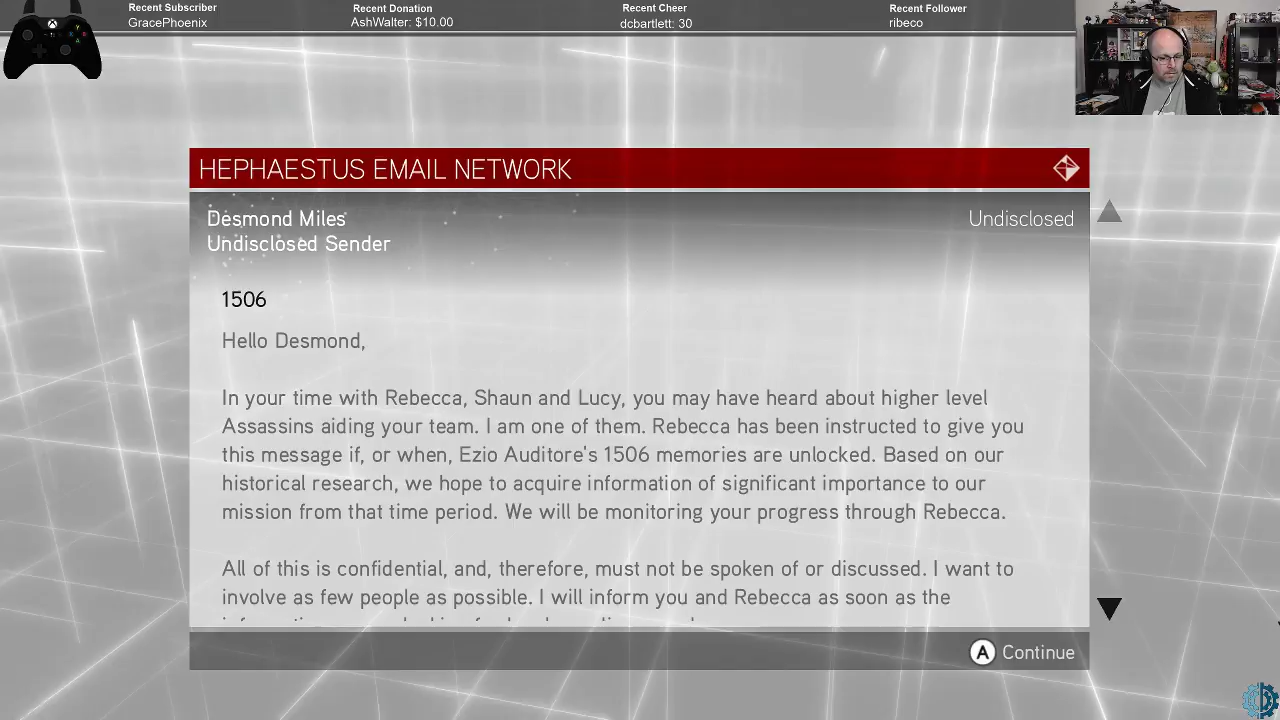 Recent Subscriber
GracePhoenix
Recent Donation
AshWalter: $10.00
Recent Cheer
dcbartlett: 30
Recent Follower
ribeco
HEPHAESTUS EMAIL NETWORK
Desmond Miles
Undisclosed
Undisclosed Sender
1506
Hello Desmond,
In your time with Rebecca, Shaun and Lucy, you may have heard about higher level
Assassins aiding your team. I am one of them. Rebecca has been instructed to give you
this message if, or when, Ezio Auditore's 1506 memories are unlocked. Based on our
historical research, we hope to acquire information of significant importance to our
mission from that time period. We will be monitoring your progress through Rebecca.
All of this is confidential, and, therefore, must not be spoken of or discussed. I want to
involve as few people as possible. I will inform you and Rebecca as soon as the
A Continue